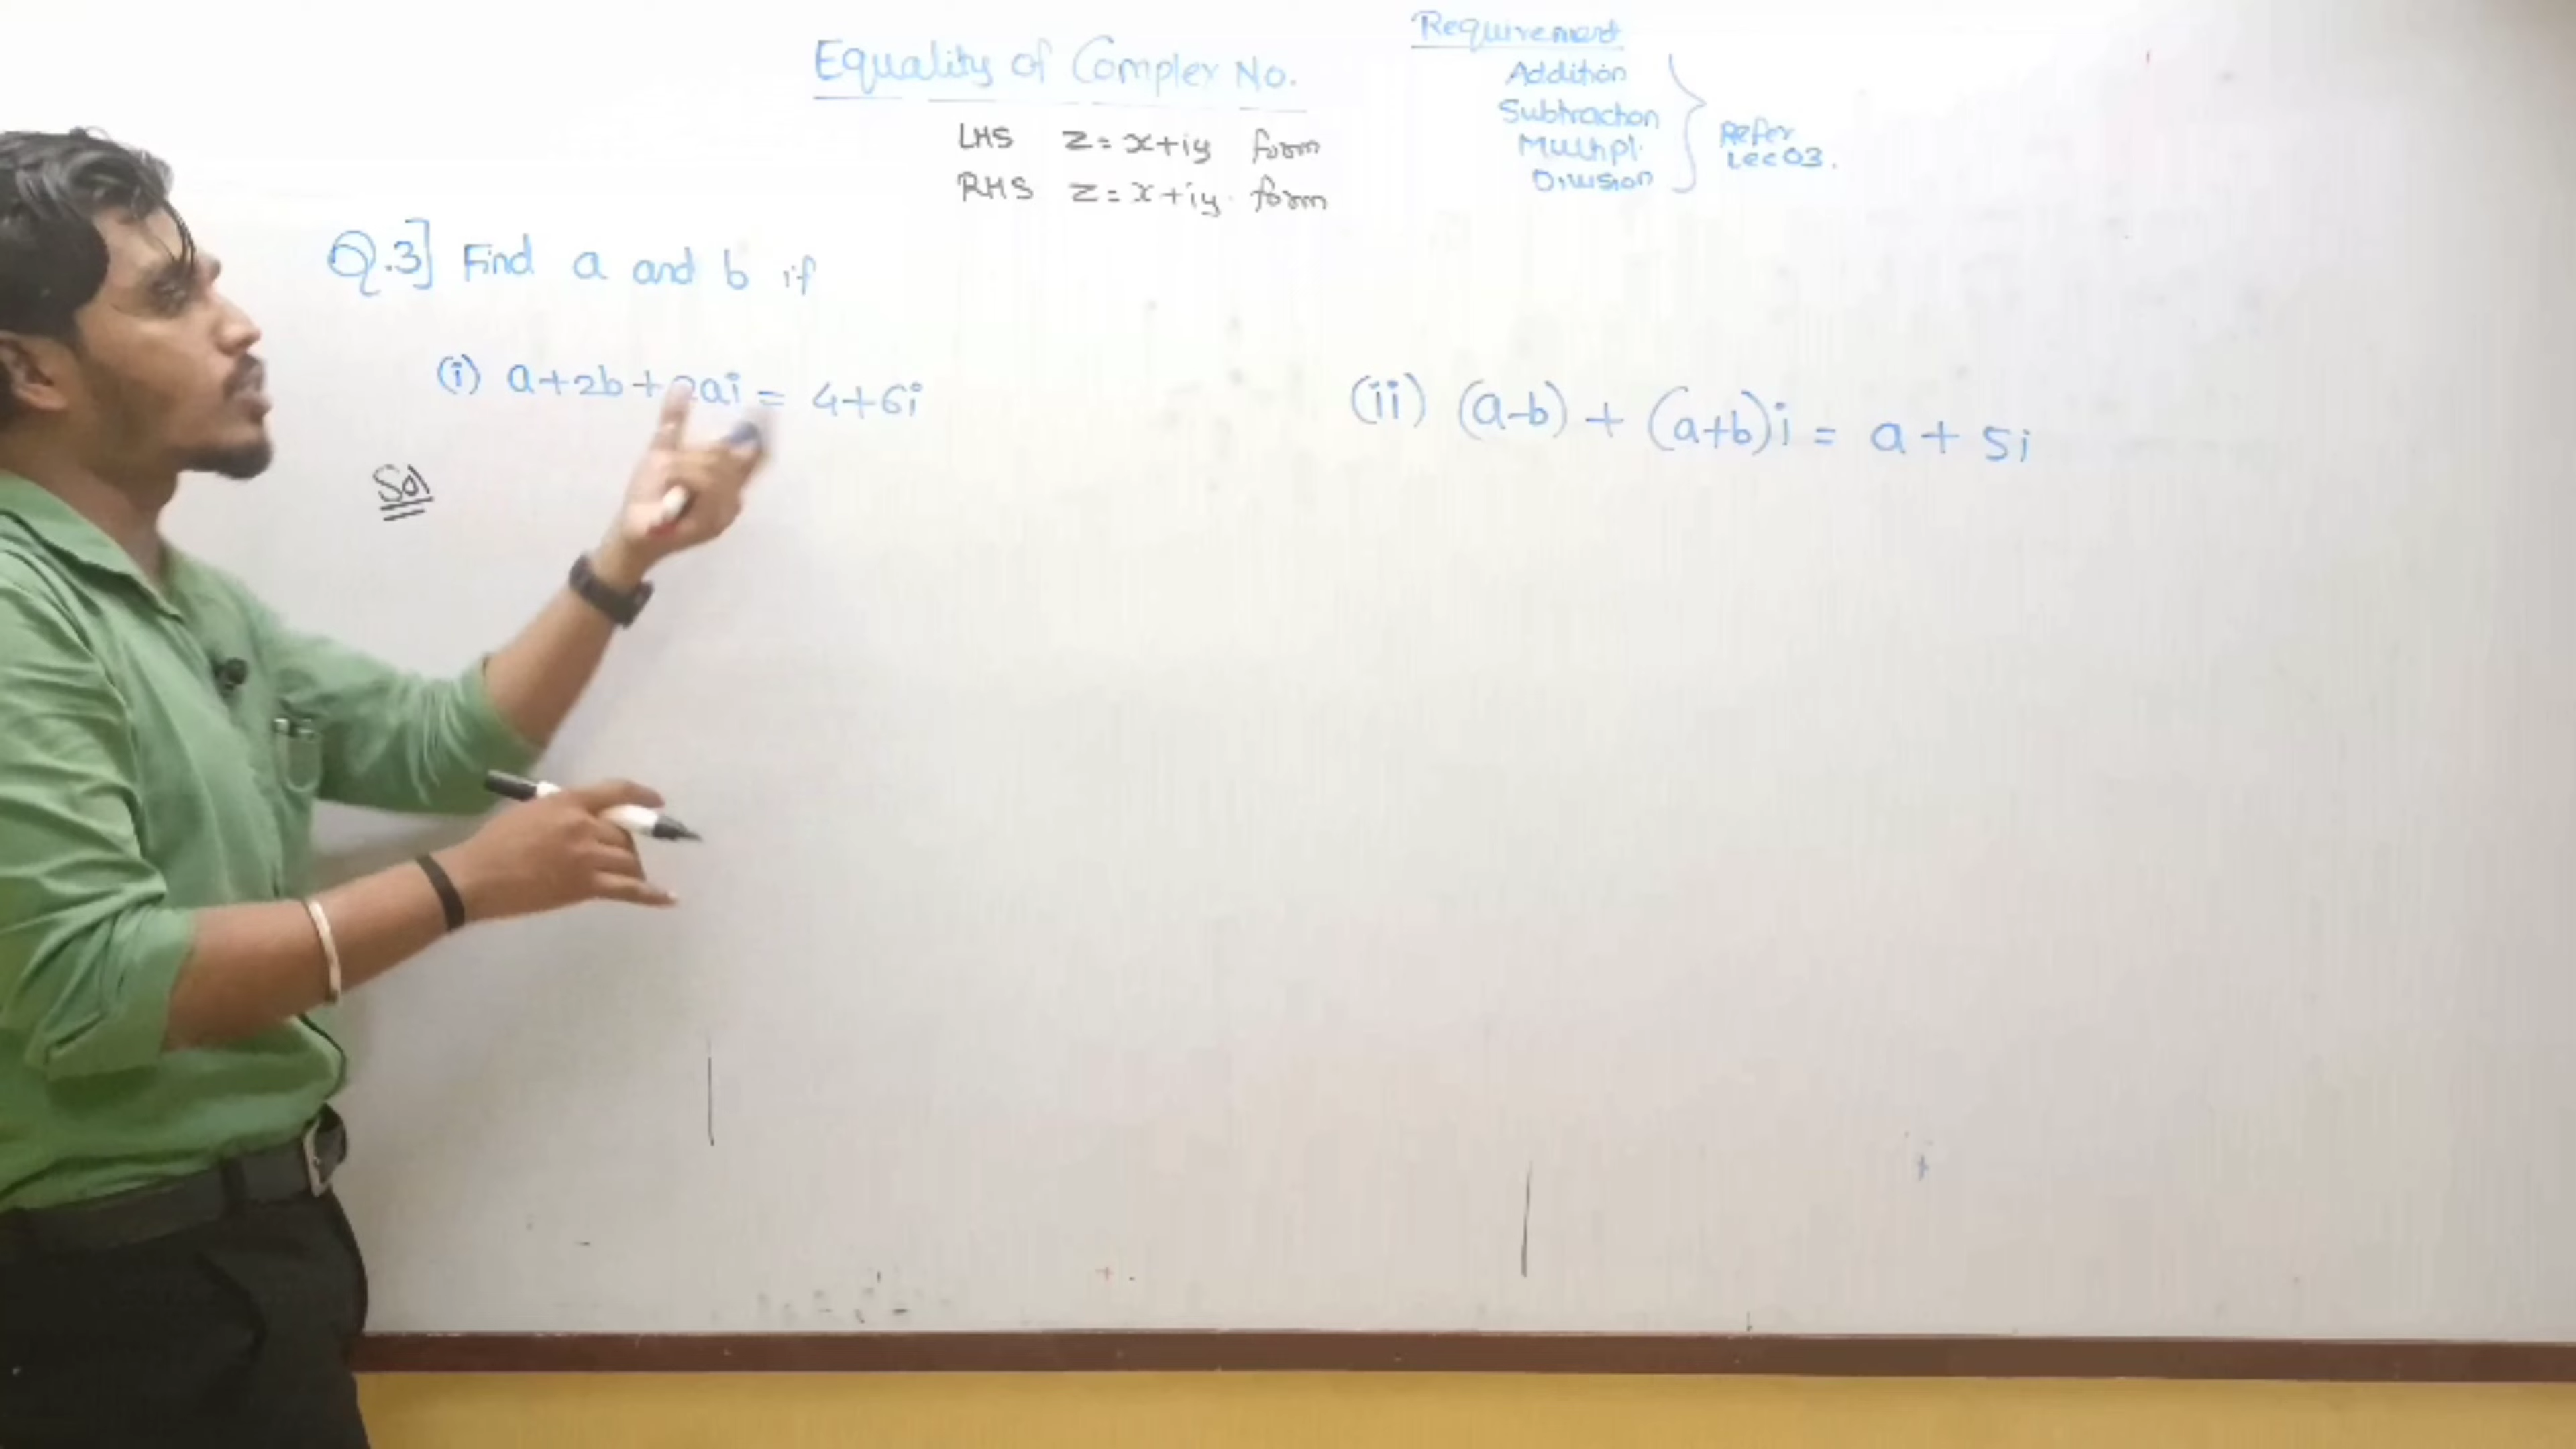 Equality of Complex No.
LHS z=x+iy form
RHS z=x+iy form
Requirement
Addition
Subtraction
Multipl.
Division
Refer
Lec 03.
Q.3] Find a and b if
(i) a+2b+2ai = 4+6i
(ii) (a-b) + (a+b)i = a + 5i
Sol